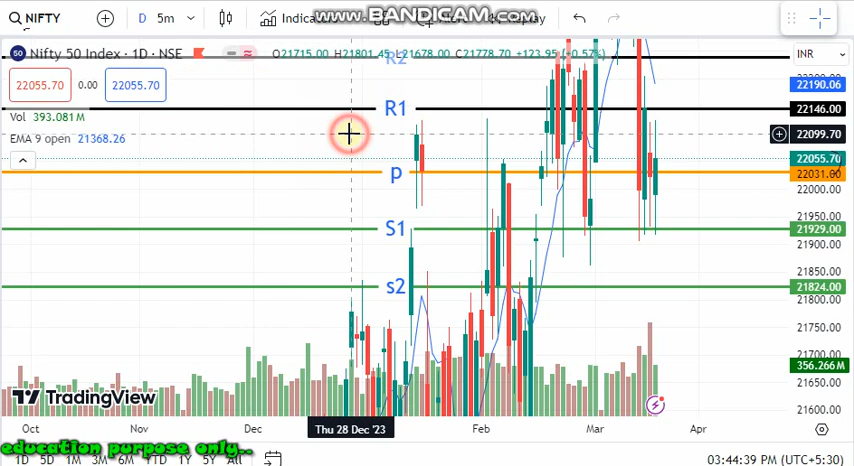 NIFTY
D 5m
Indicat
WWW.BANDICAM.COM
Nifty 50 Index · 1D · NSE
O21715.00 H21801.45 L21678.00 C21778.70 +123.95 (+0.57%)
INR
22055.70 0.00 22055.70
Vol 393.081M
EMA 9 open 21368.26
R2
R1
p
S1
s2
22190.06
22146.00
22099.70
22055.70
22031.00
22000.00
21950.00
21929.00
21900.00
21850.00
21824.00
21800.00
21750.00
21700.00
356.266M
21650.00
21600.00
TradingView
Oct Nov Dec Thu 28 Dec '23 Feb Mar Apr
education purpose only..
1D 5D 1M 3M 6M YTD 1Y 5Y All
03:44:39 PM (UTC+5:30)